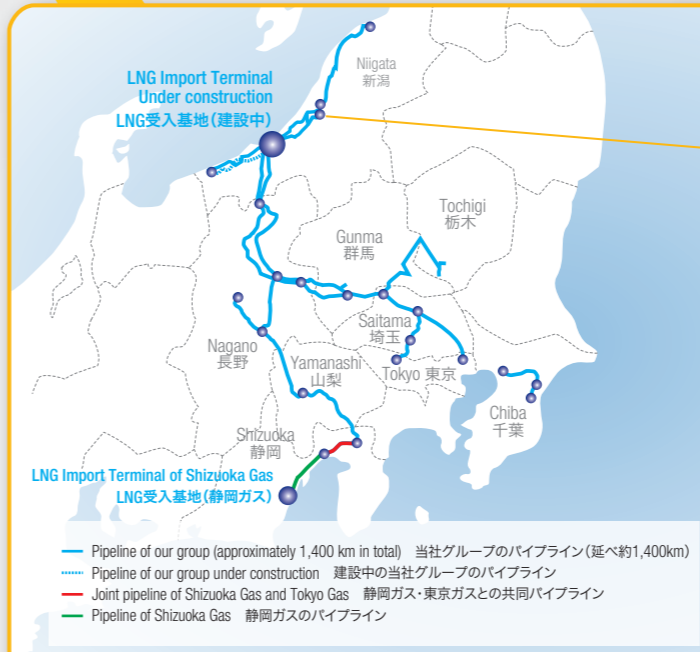 Niigata
新潟
LNG Import Terminal
Under construction
LNG受入基地（建設中）
Tochigi
栃木
Gunma
群馬
Saitama
埼玉
Nagano
長野
Yamanashi
山梨
Tokyo 東京
Chiba
千葉
Shizuoka
静岡
LNG Import Terminal of Shizuoka Gas
LNG受入基地（静岡ガス）
Pipeline of our group (approximately 1,400 km in total) 当社グループのパイプライン（延べ約1,400km）
Pipeline of our group under construction 建設中の当社グループのパイプライン
Joint pipeline of Shizuoka Gas and Tokyo Gas 静岡ガス・東京ガスとの共同パイプライン
Pipeline of Shizuoka Gas 静岡ガスのパイプライン